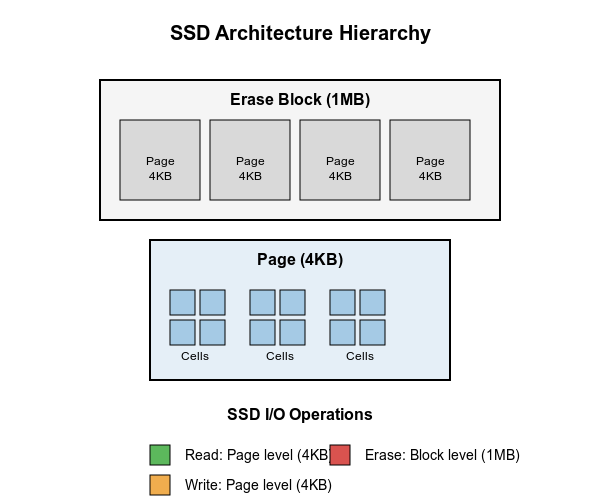 SSD Architecture Hierarchy
Erase Block (1MB)
Page Page Page Page
4KB 4KB 4KB 4KB
Page (4KB)
Cells Cells Cells
SSD I/O Operations
Read: Page level (4KB Erase: Block level (1MB)
Write: Page level (4KB)